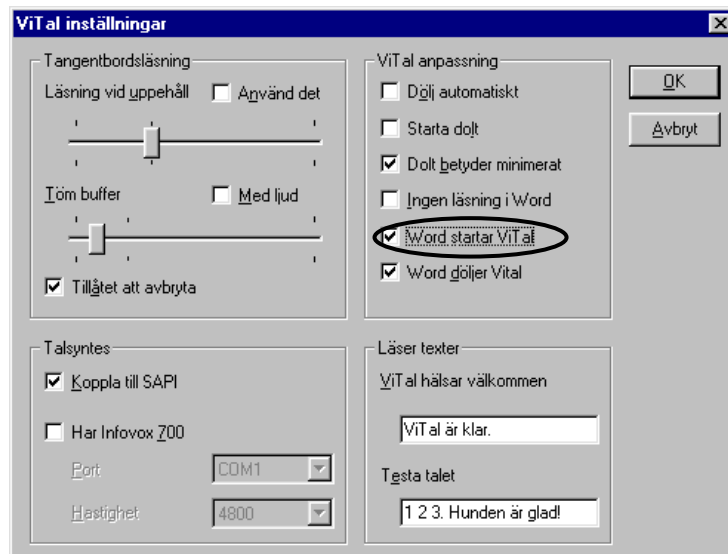 ViTal inställningar
Tangentbordsläsning
Läsning vid uppehåll
Använd det
Töm buffer
Med ljud
Tillåtet att avbryta
ViTal anpassning
Dölj automatiskt
Starta dolt
Dolt betyder minimerat
Ingen läsning i Word
Word startar ViTal
Word döljer Vital
OK
Avbryt
Talsyntes
Koppla till SAPI
Har Infovox 700
Port
COM1
Hastighet
4800
Läser texter
ViTal hälsar välkommen
ViTal är klar.
Testa talet
1 2 3. Hunden är glad!